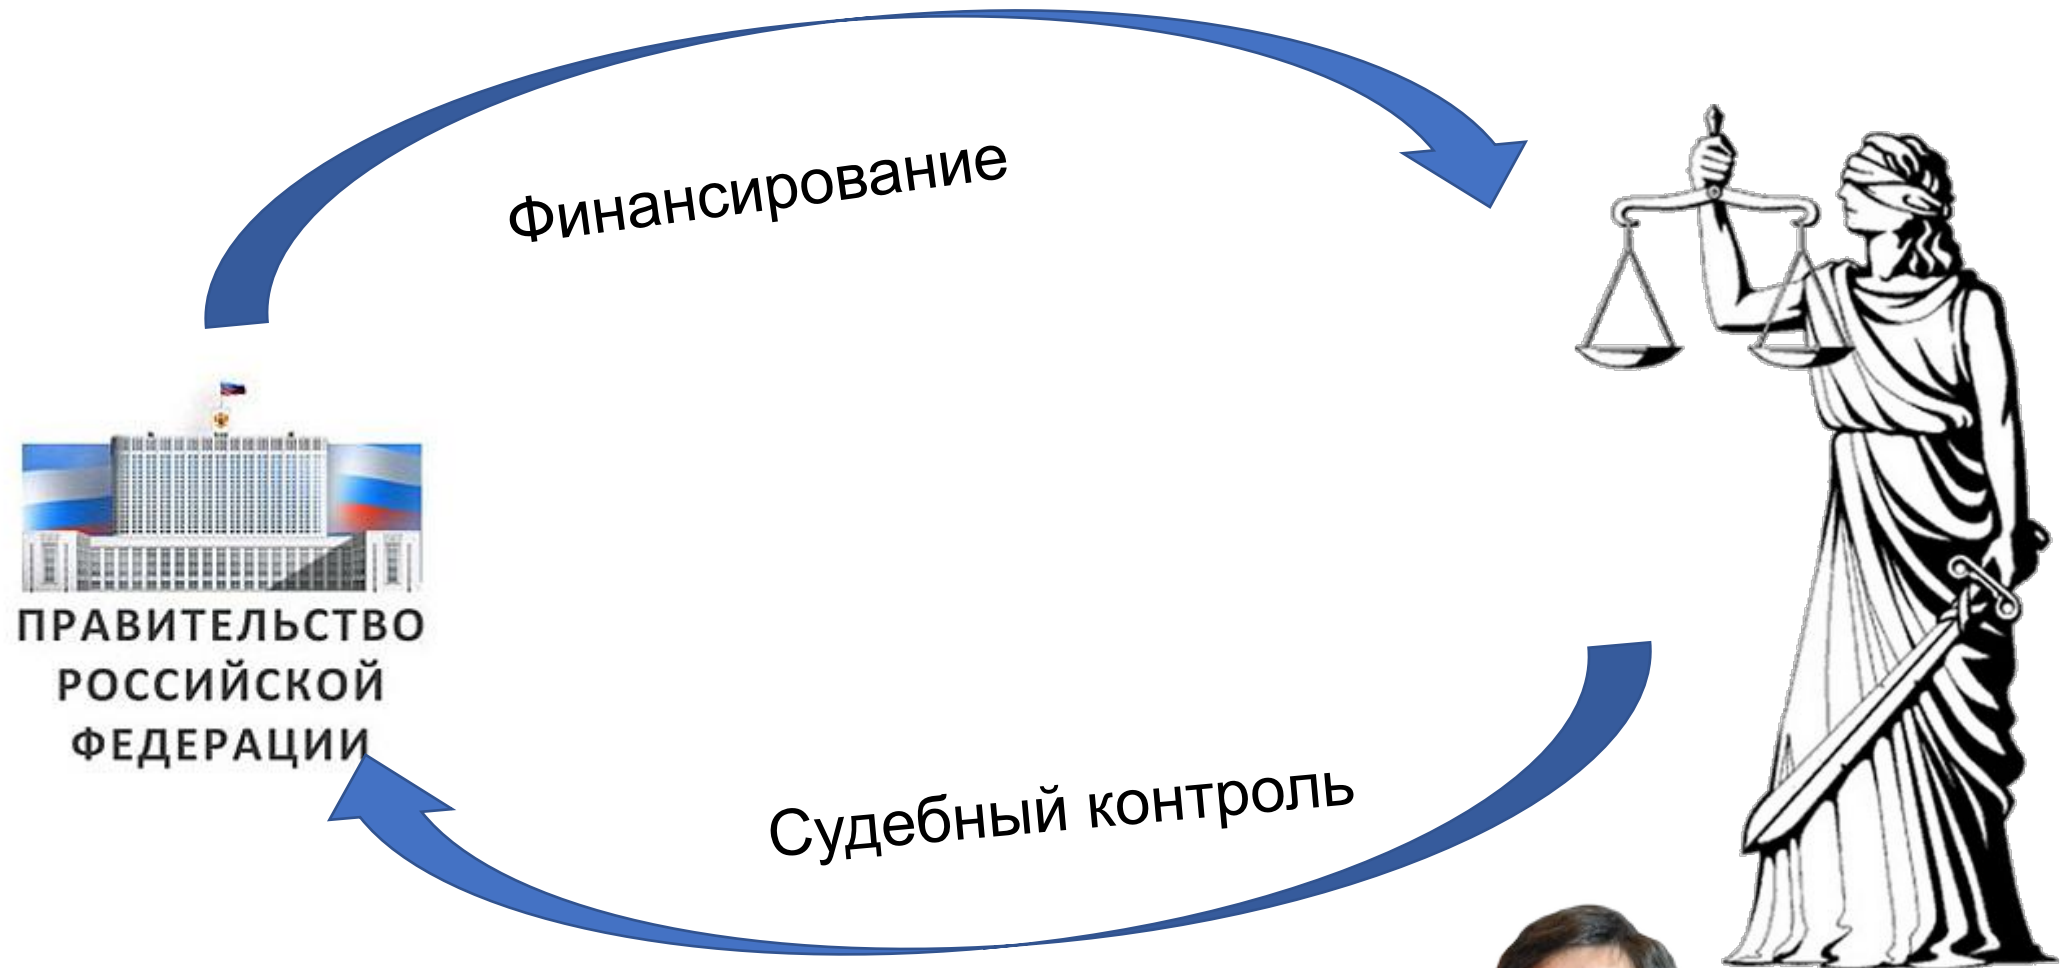 Финансирование
ПРАВИТЕЛЬСТВО
РОССИЙСКОЙ
ФЕДЕРАЦИИ
Судебный контроль